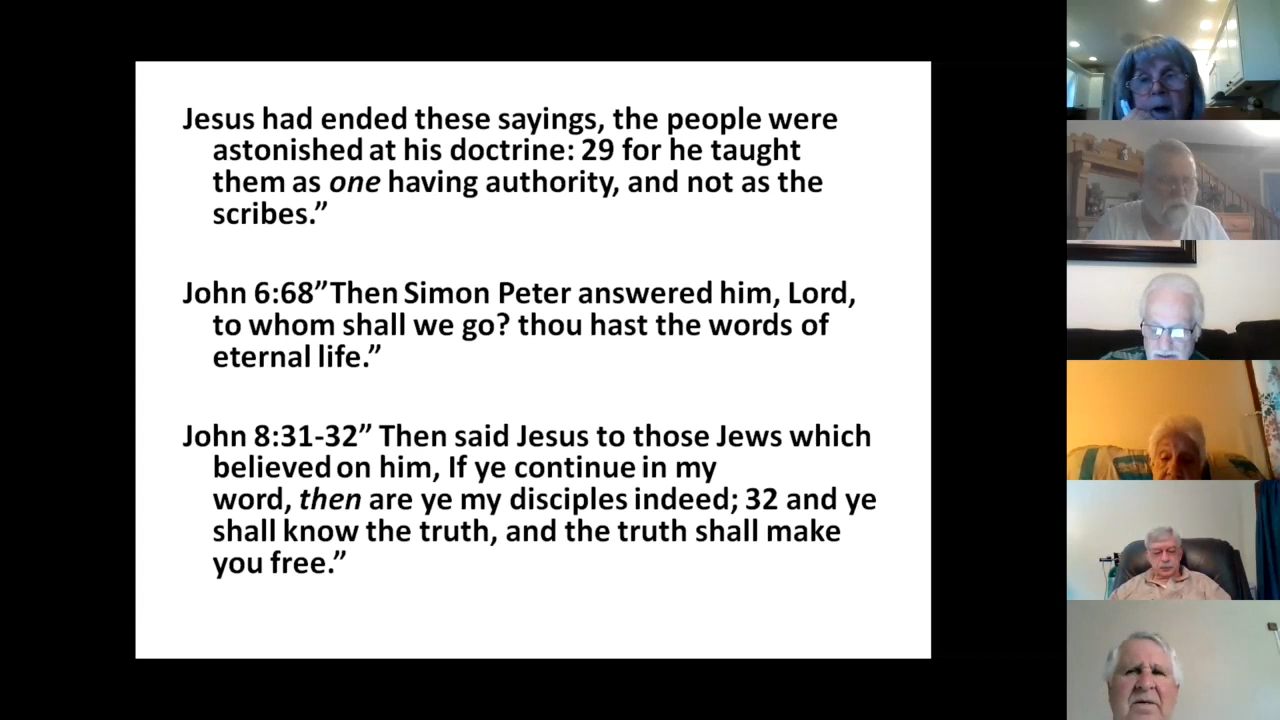 Jesus had ended these sayings, the people were
astonished at his doctrine: 29 for he taught
them as one having authority, and not as the
scribes.”
John 6:68”Then Simon Peter answered him, Lord,
to whom shall we go? thou hast the words of
eternal life.”
John 8:31-32” Then said Jesus to those Jews which
believed on him, If ye continue in my
word, then are ye my disciples indeed; 32 and ye
shall know the truth, and the truth shall make
you free.”